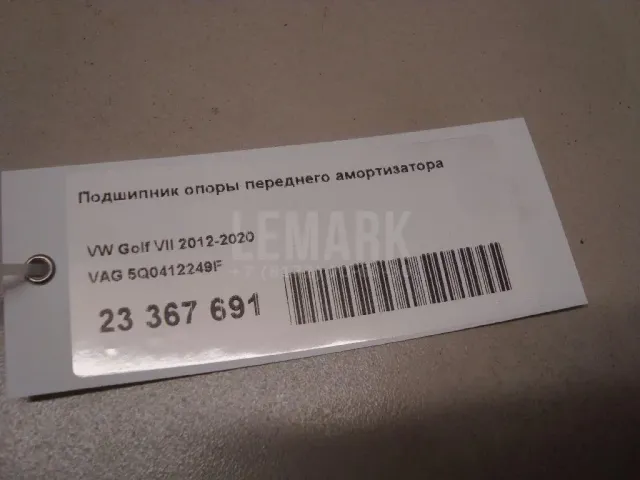 Подшипник опоры переднего амортизатора
LEMARK
VW Golf VII 2012-2020
VAG 5Q0412249F
23 367 691